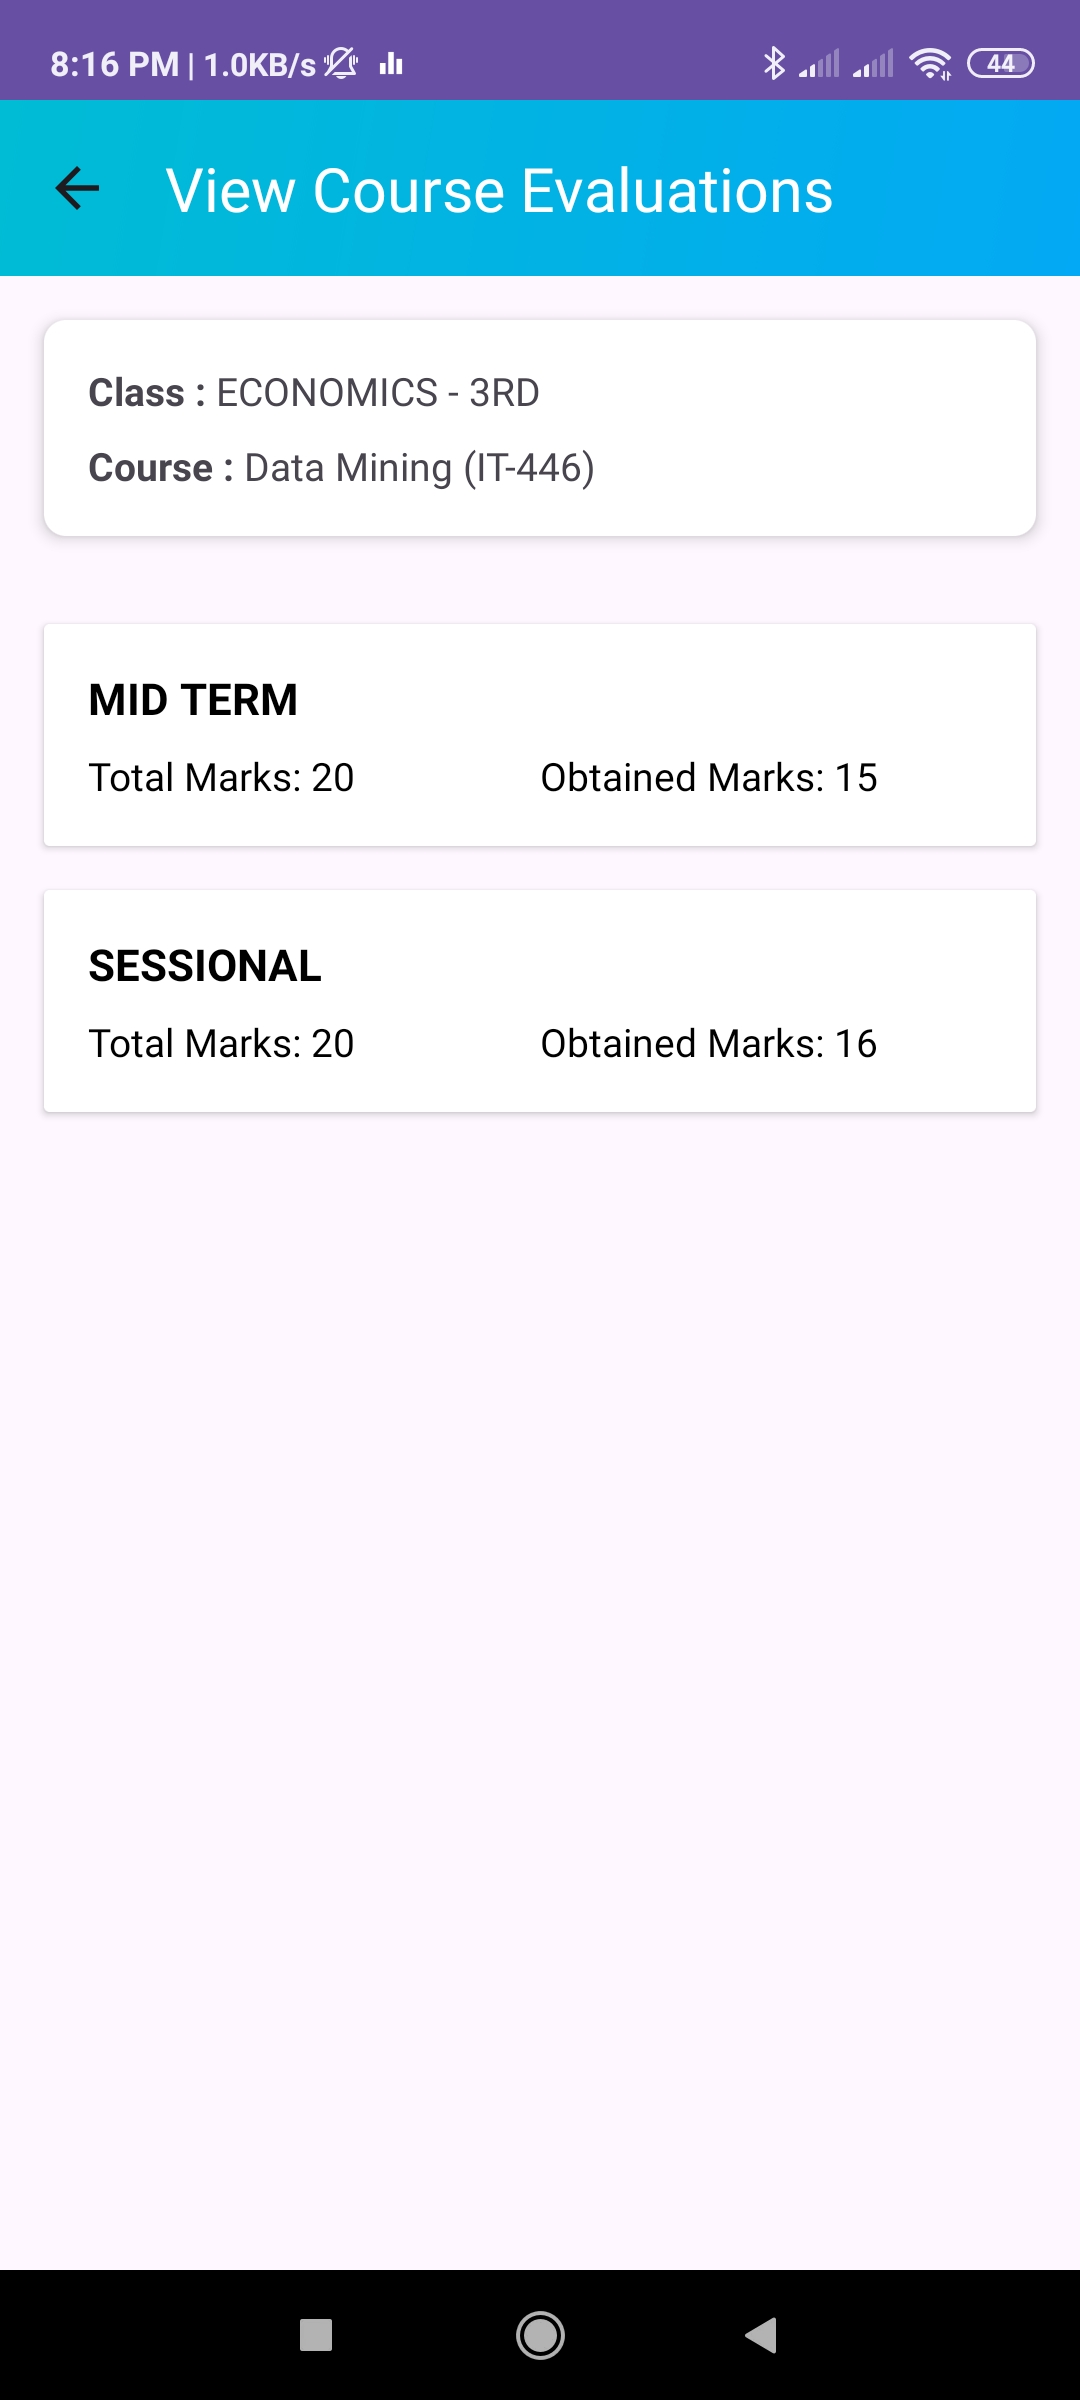 8:16 PM | 1.0KB/s 44
View Course Evaluations
Class : ECONOMICS - 3RD
Course : Data Mining (IT-446)
MID TERM
Total Marks: 20 Obtained Marks: 15
SESSIONAL
Total Marks: 20 Obtained Marks: 16